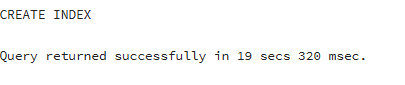 CREATE INDEX
Query returned successfully in 19 secs 320 msec.